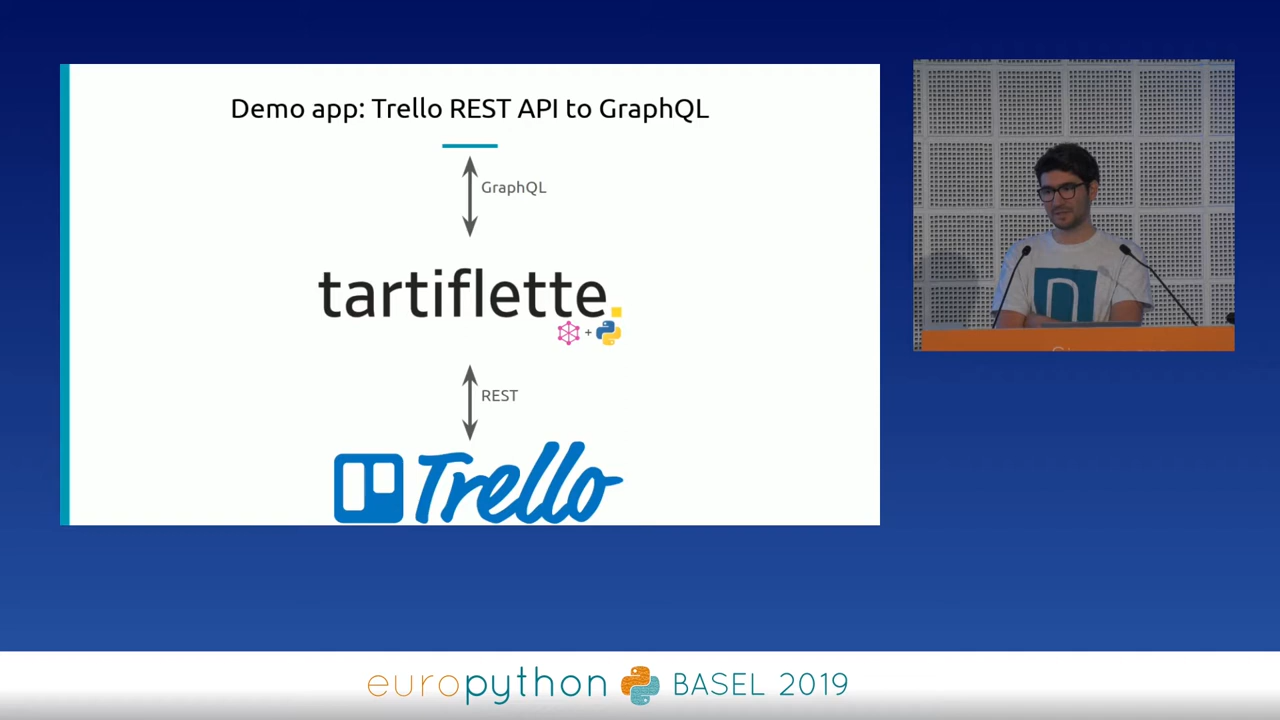 Demo app: Trello REST API to GraphQL
GraphQL
tartiflette.
+
REST
Trello
n
europython BASEL 2019